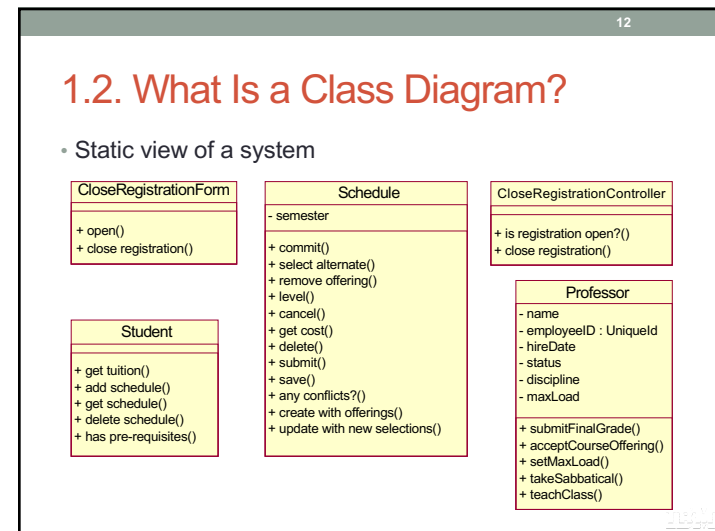 12
1.2. What Is a Class Diagram?
• Static view of a system
CloseRegistrationForm
+ open()
+ close registration()
Schedule
- semester
+ commit()
+ select alternate()
+ remove offering()
+ level()
+ cancel()
+ get cost()
+ delete()
+ submit()
+ save()
+ any conflicts?()
+ create with offerings()
+ update with new selections()
CloseRegistrationController
+ is registration open?()
+ close registration()
Student
+ get tuition()
+ add schedule()
+ get schedule()
+ delete schedule()
+ has pre-requisites()
Professor
- name
- employeeID : UniqueId
- hireDate
- status
- discipline
- maxLoad
+ submitFinalGrade()
+ acceptCourseOffering()
+ setMaxLoad()
+ takeSabbatical()
+ teachClass()